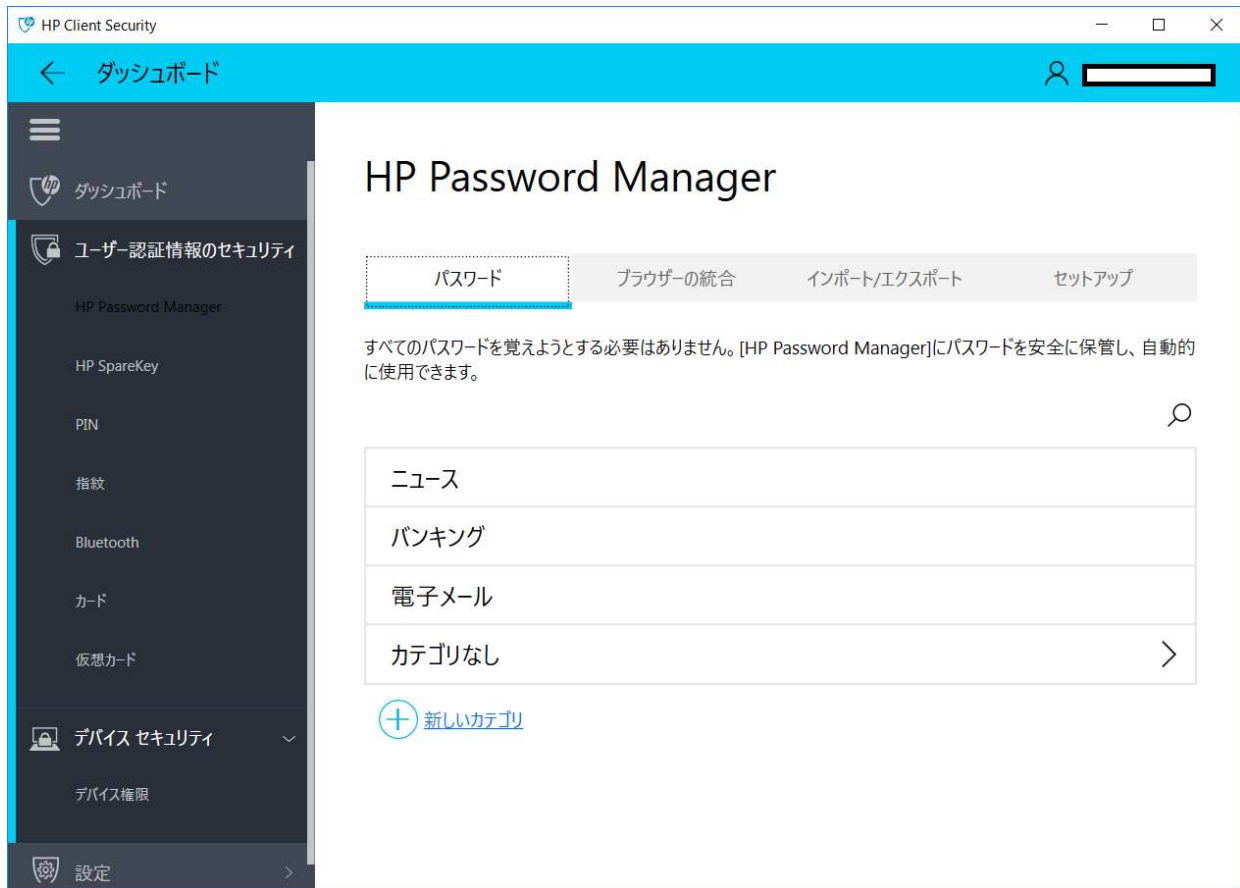 HP Client Security
ダッシュボード
ダッシュボード
ユーザー認証情報のセキュリティ
HP Password Manager
HP SpareKey
PIN
指紋
Bluetooth
カード
仮想カード
デバイス セキュリティ
デバイス権限
設定
HP Password Manager
パスワード ブラウザーの統合 インポート/エクスポート セットアップ
すべてのパスワードを覚えようとする必要はありません。[HP Password Manager]にパスワードを安全に保管し、自動的
に使用できます。
ニュース
バンキング
電子メール
カテゴリなし
新しいカテゴリ